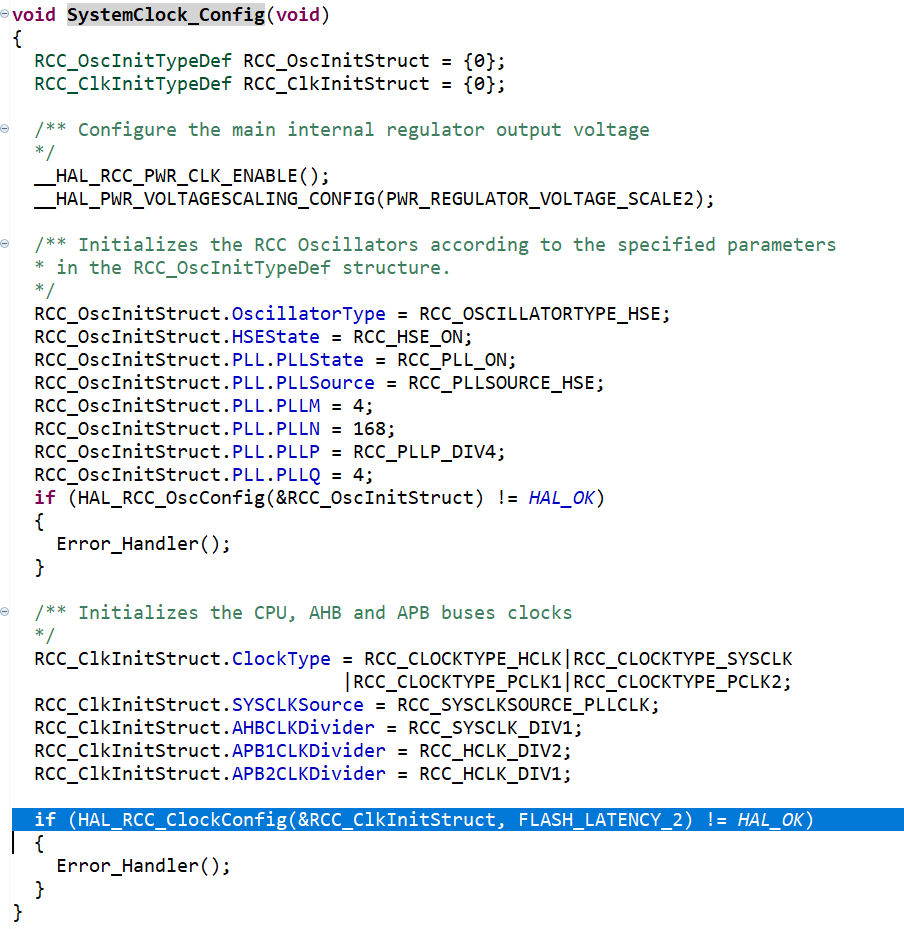 void SystemClock_Config(void)
{
  RCC_OscInitTypeDef RCC_OscInitStruct = {0};
  RCC_ClkInitTypeDef RCC_ClkInitStruct = {0};

  /** Configure the main internal regulator output voltage
  */
  __HAL_RCC_PWR_CLK_ENABLE();
  __HAL_PWR_VOLTAGESCALING_CONFIG(PWR_REGULATOR_VOLTAGE_SCALE2);

  /** Initializes the RCC Oscillators according to the specified parameters
  * in the RCC_OscInitTypeDef structure.
  */
  RCC_OscInitStruct.OscillatorType = RCC_OSCILLATORTYPE_HSE;
  RCC_OscInitStruct.HSEState = RCC_HSE_ON;
  RCC_OscInitStruct.PLL.PLLState = RCC_PLL_ON;
  RCC_OscInitStruct.PLL.PLLSource = RCC_PLLSOURCE_HSE;
  RCC_OscInitStruct.PLL.PLLM = 4;
  RCC_OscInitStruct.PLL.PLLN = 168;
  RCC_OscInitStruct.PLL.PLLP = RCC_PLLP_DIV4;
  RCC_OscInitStruct.PLL.PLLQ = 4;
  if (HAL_RCC_OscConfig(&RCC_OscInitStruct) != HAL_OK)
  {
    Error_Handler();
  }

  /** Initializes the CPU, AHB and APB buses clocks
  */
  RCC_ClkInitStruct.ClockType = RCC_CLOCKTYPE_HCLK|RCC_CLOCKTYPE_SYSCLK
                              |RCC_CLOCKTYPE_PCLK1|RCC_CLOCKTYPE_PCLK2;
  RCC_ClkInitStruct.SYSCLKSource = RCC_SYSCLKSOURCE_PLLCLK;
  RCC_ClkInitStruct.AHBCLKDivider = RCC_SYSCLK_DIV1;
  RCC_ClkInitStruct.APB1CLKDivider = RCC_HCLK_DIV2;
  RCC_ClkInitStruct.APB2CLKDivider = RCC_HCLK_DIV1;

  if (HAL_RCC_ClockConfig(&RCC_ClkInitStruct, FLASH_LATENCY_2) != HAL_OK)
  {
    Error_Handler();
  }
}